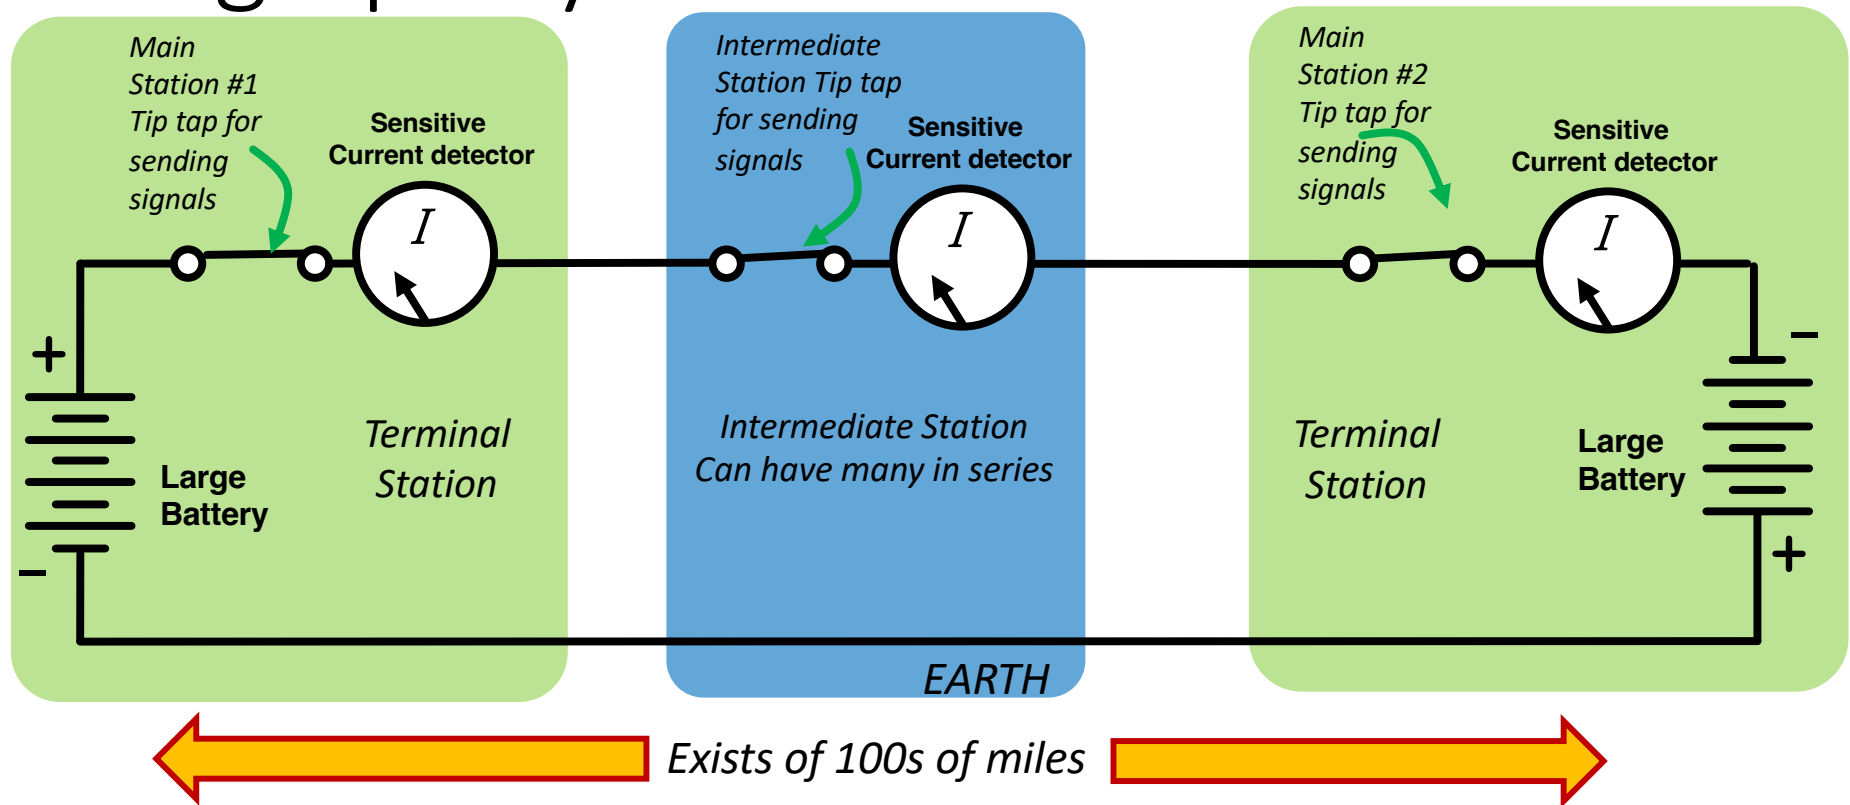 Main
Station #1
Tip tap for
sending
signals
Sensitive
Current detector
I
+
−
Large
Battery
Terminal
Station
Intermediate
Station Tip tap
for sending
signals
Sensitive
Current detector
I
Intermediate Station
Can have many in series
EARTH
Main
Station #2
Tip tap for
sending
signals
Sensitive
Current detector
I
−
+
Terminal
Station
Large
Battery
Exists of 100s of miles